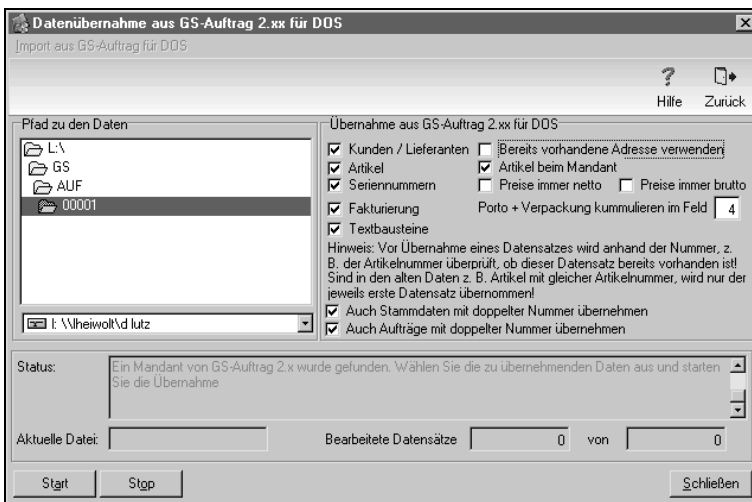 Datenübernahme aus GS-Auftrag 2.xx für DOS
Import aus GS-Auftrag für DOS
Hilfe Zurück
Pfad zu den Daten
L:\
GS
AUF
00001
l: \\lheiwolt\d lutz
Übernahme aus GS-Auftrag 2.xx für DOS
Kunden / Lieferanten Bereits vorhandene Adresse verwenden
Artikel Artikel beim Mandant
Seriennummern Preise immer netto Preise immer brutto
Fakturierung Porto + Verpackung kummulieren im Feld 4
Textbausteine
Hinweis: Vor Übernahme eines Datensatzes wird anhand der Nummer, z.
B. der Artikelnummer überprüft, ob dieser Datensatz bereits vorhanden ist!
Sind in den alten Daten z. B. Artikel mit gleicher Artikelnummer, wird nur der
jeweils erste Datensatz übernommen!
Auch Stammdaten mit doppelter Nummer übernehmen
Auch Aufträge mit doppelter Nummer übernehmen
Status: Ein Mandant von GS-Auftrag 2.x wurde gefunden. Wählen Sie die zu übernehmenden Daten aus und starten
Sie die Übernahme
Aktuelle Datei: Bearbeitete Datensätze 0 von 0
Start Stop Schließen